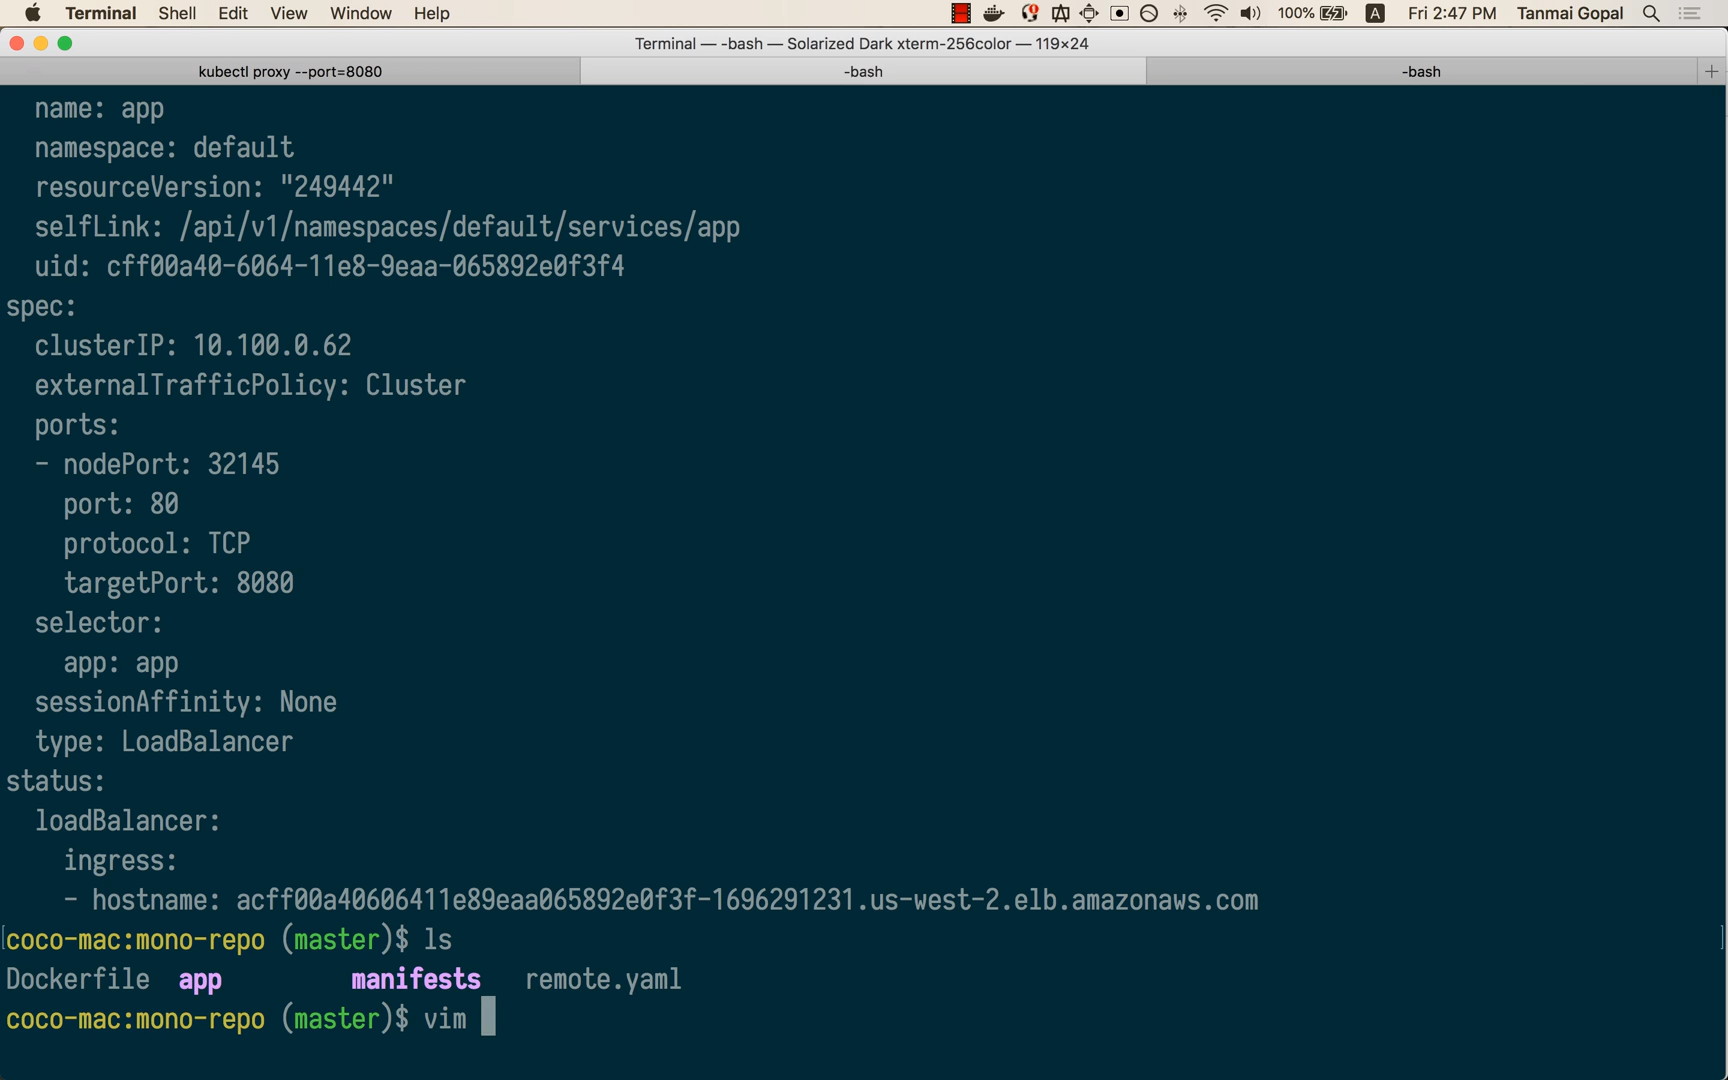 Terminal Shell Edit View Window Help 100% A Fri 2:47 PM Tanmai Gopal
Terminal — -bash — Solarized Dark xterm-256color — 119×24
kubectl proxy --port=8080 -bash -bash +
name: app
namespace: default
resourceVersion: "249442"
selfLink: /api/v1/namespaces/default/services/app
uid: cff00a40-6064-11e8-9eaa-065892e0f3f4
spec:
clusterIP: 10.100.0.62
externalTrafficPolicy: Cluster
ports:
- nodePort: 32145
port: 80
protocol: TCP
targetPort: 8080
selector:
app: app
sessionAffinity: None
type: LoadBalancer
status:
loadBalancer:
ingress:
- hostname: acff00a40606411e89eaa065892e0f3f-1696291231.us-west-2.elb.amazonaws.com
coco-mac:mono-repo (master)$ ls
Dockerfile app manifests remote.yaml
coco-mac:mono-repo (master)$ vim